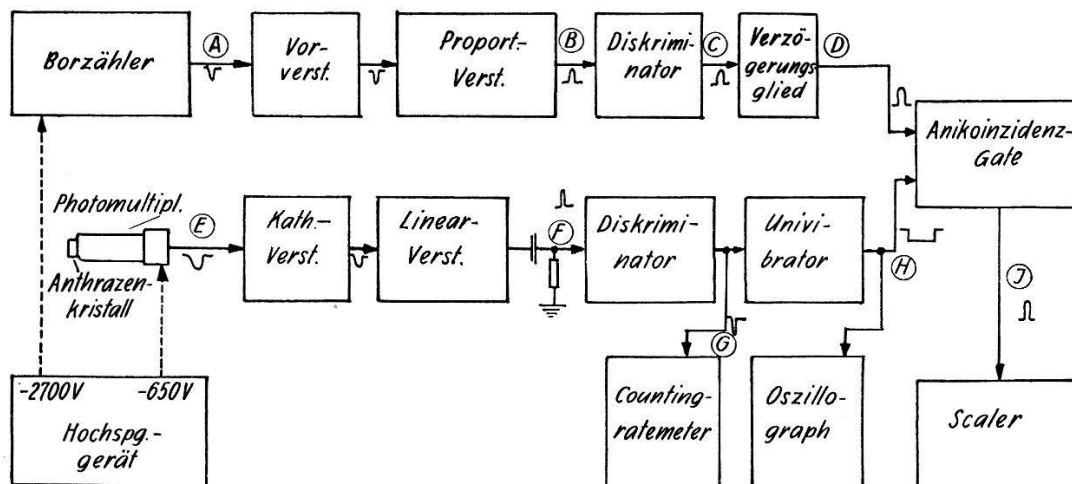 Borzähler
A
Vor-
verst.
Proport.-
Verst.
B
Diskrimi-
nator
C
Verzö-
gerungs-
glied
D
Anikoinzidenz-
Gate
Photomultipl.
Anthrazen-
kristall
E
Kath.-
Verst.
Linear-
Verst.
F
Diskrimi-
nator
G
Univi-
brator
H
J
-2700V
-650V
Hochspg.-
gerät
Counting-
ratemeter
Oszillo-
graph
Scaler